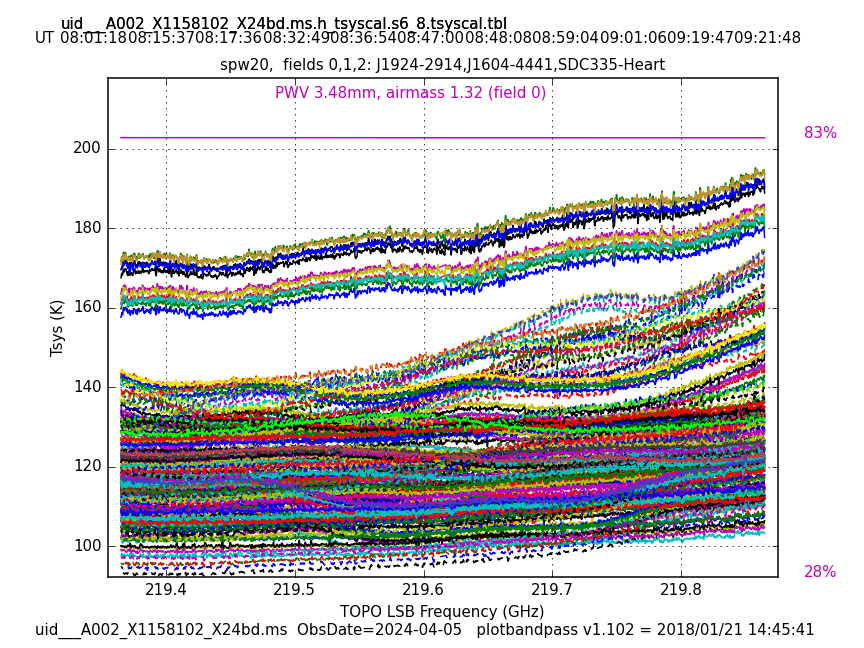 uid___A002_X1158102_X24bd.ms.h_tsyscal.s6_8.tsyscal.tbl
UT 08:01:18 08:15:37 08:17:36 08:32:49 08:36:54 08:47:00 08:48:08 08:59:04 09:01:06 09:19:47 09:21:48
spw20,  fields 0,1,2: J1924-2914,J1604-4441,SDC335-Heart
PWV 3.48mm, airmass 1.32 (field 0)
83%
200
180
160
140
120
100
Tsys (K)
28%
219.4 219.5 219.6 219.7 219.8
TOPO LSB Frequency (GHz)
uid___A002_X1158102_X24bd.ms  ObsDate=2024-04-05   plotbandpass v1.102 = 2018/01/21 14:45:41